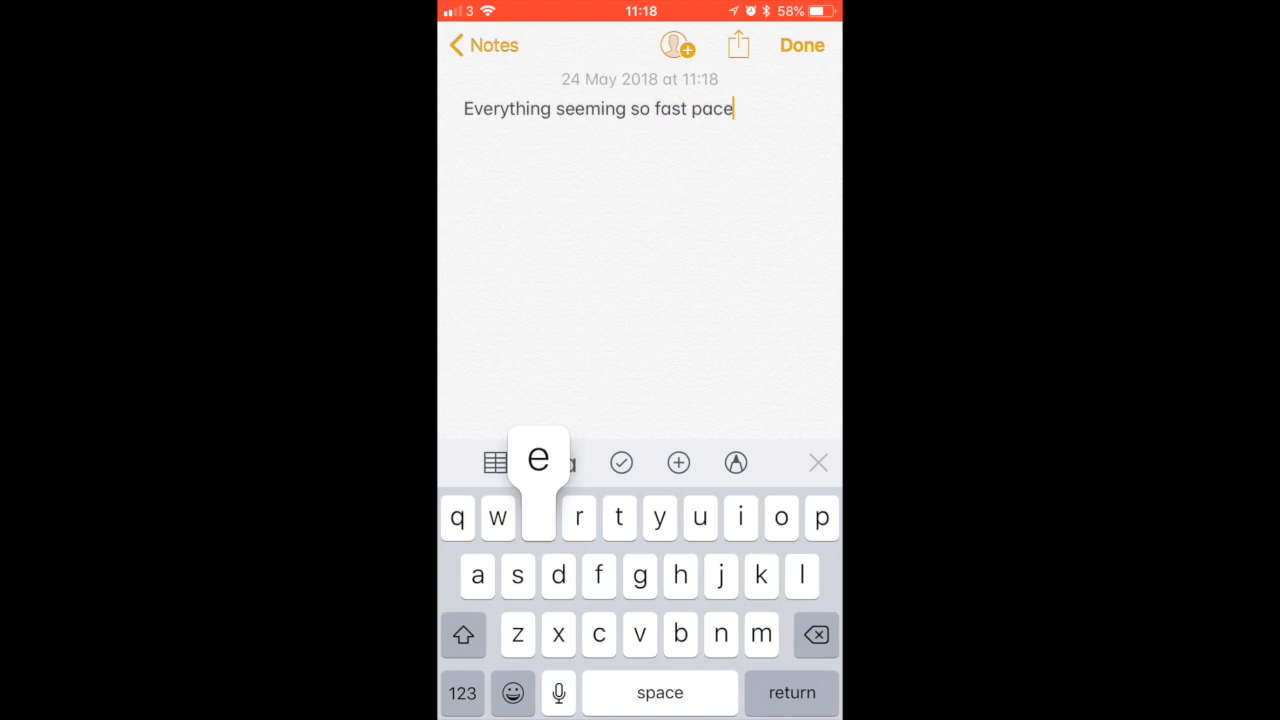 3 11:18 58%
Notes Done
24 May 2018 at 11:18
Everything seeming so fast pace
e a
q w r t y u i o p
a s d f g h j k l
z x c v b n m
123 space return